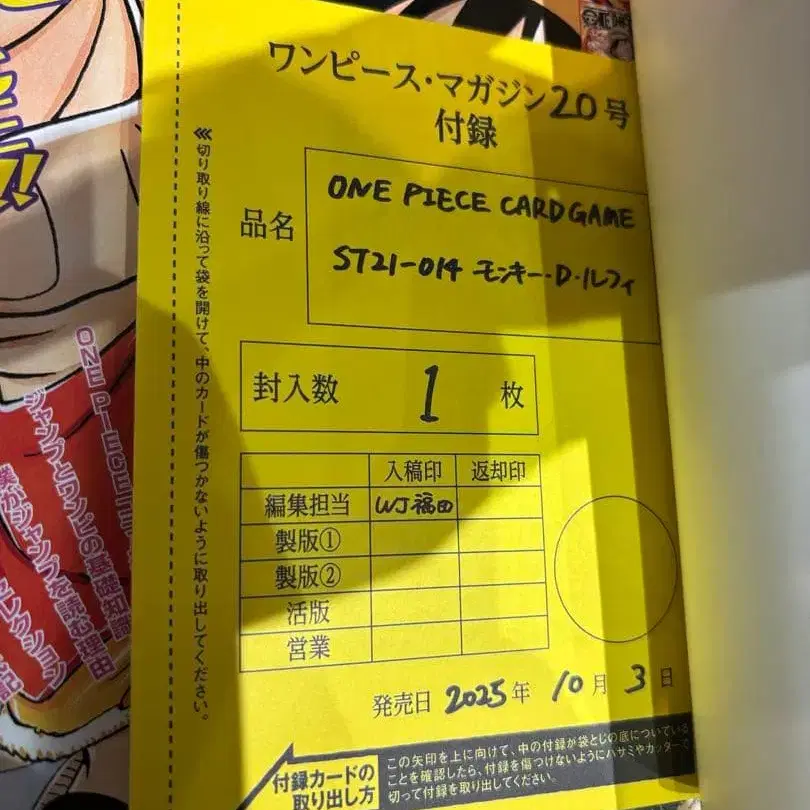 ワンピース・マガジン20号
付録
品名
ONE PIECE CARD GAME
ST21-014 モンキー・D・ルフィ
封入数 1 枚
入稿印 返却印
編集担当 WJ福田
製版①
製版②
活版
営業
発売日 2025年 10月 3日
付録カードの
取り出し方
この矢印を上に向けて、中の付録が袋とじの底についている
ことを確認したら、付録を傷つけないようにハサミやカッターで
切って付録を取り出してください。
切り取り線に沿って袋を開けて、中のカードが傷つかないように取り出してください。
ONE PIECE
ジャンプとワンピの基礎知識
僕がジャンプを読む理由
レクション